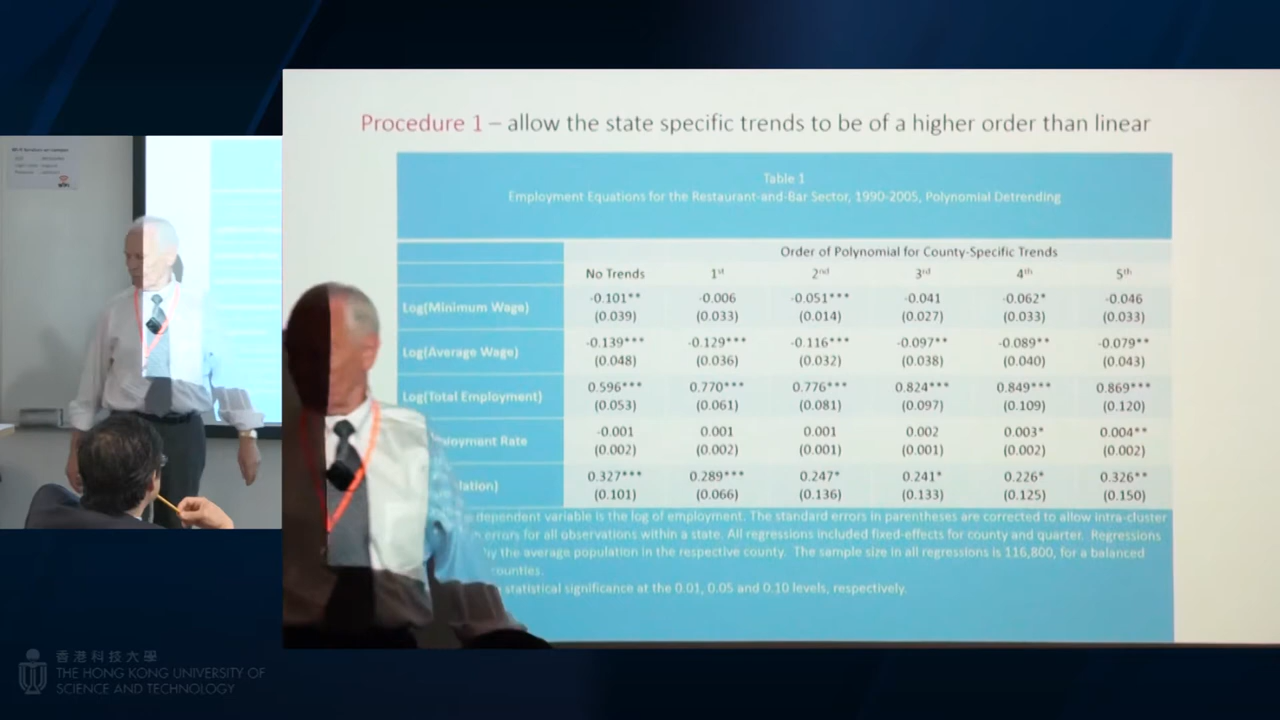 Procedure 1 – allow the state specific trends to be of a higher order than linear
Table 1
Employment Equations for the Restaurant-and-Bar Sector, 1990-2005, Polynomial Detrending
Order of Polynomial for County-Specific Trends
No Trends 1st 2nd 3rd 4th 5th
Log(Minimum Wage) -0.101** -0.006 -0.051*** -0.041 -0.062* -0.046
(0.039) (0.033) (0.014) (0.027) (0.033) (0.033)
Log(Average Wage) -0.139*** -0.129*** -0.116*** -0.097** -0.089** -0.079**
(0.048) (0.036) (0.032) (0.038) (0.040) (0.043)
Log(Total Employment) 0.596*** 0.770*** 0.776*** 0.824*** 0.849*** 0.869***
(0.053) (0.061) (0.081) (0.097) (0.109) (0.120)
Rate -0.001 0.001 0.001 0.002 0.003* 0.004**
(0.002) (0.002) (0.001) (0.001) (0.002) (0.002)
0.327*** 0.289*** 0.247* 0.241* 0.226* 0.326**
(0.101) (0.066) (0.136) (0.133) (0.125) (0.150)
dependent variable is the log of employment. The standard errors in parentheses are corrected to allow intra-cluster
errors for all observations within a state. All regressions included fixed-effects for county and quarter. Regressions
by the average population in the respective county. The sample size in all regressions is 116,800, for a balanced
counties.
statistical significance at the 0.01, 0.05 and 0.10 levels, respectively.
香港科技大學
THE HONG KONG UNIVERSITY OF
SCIENCE AND TECHNOLOGY